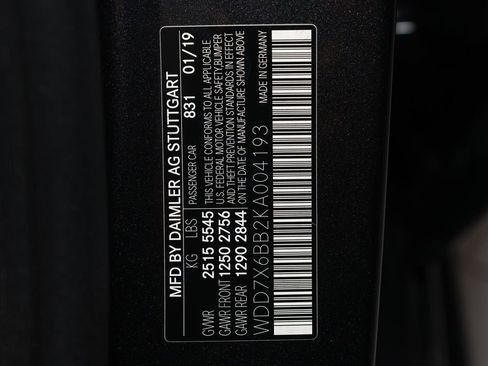 MFD BY DAIMLER AG STUTTGART
KG LBS PASSENGER CAR 831 01/19
GVWR 2515 5545 THIS VEHICLE CONFORMS TO ALL APPLICABLE
GAWR FRONT 1250 2756 U.S. FEDERAL MOTOR VEHICLE SAFETY,BUMPER
AND THEFT PREVENTION STANDARDS IN EFFECT
GAWR REAR 1290 2844 ON THE DATE OF MANUFACTURE SHOWN ABOVE
WDD7X6BB2KA004193 MADE IN GERMANY